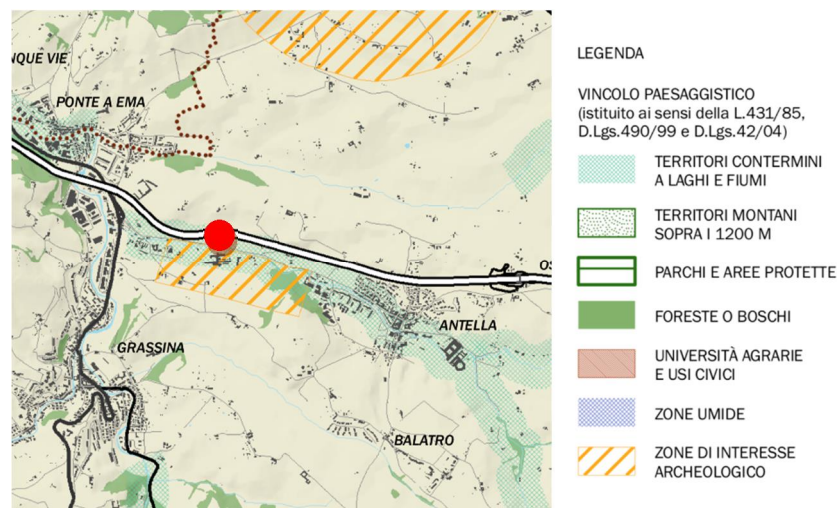 NQUE VIE
PONTE A EMA
GRASSINA
ANTELLA
BALATRO
OS
LEGENDA
VINCOLO PAESAGGISTICO
(istituito ai sensi della L.431/85,
D.Lgs.490/99 e D.Lgs.42/04)
TERRITORI CONTERMINI
A LAGHI E FIUMI
TERRITORI MONTANI
SOPRA I 1200 M
PARCHI E AREE PROTETTE
FORESTE O BOSCHI
UNIVERSITÀ AGRARIE
E USI CIVICI
ZONE UMIDE
ZONE DI INTERESSE
ARCHEOLOGICO